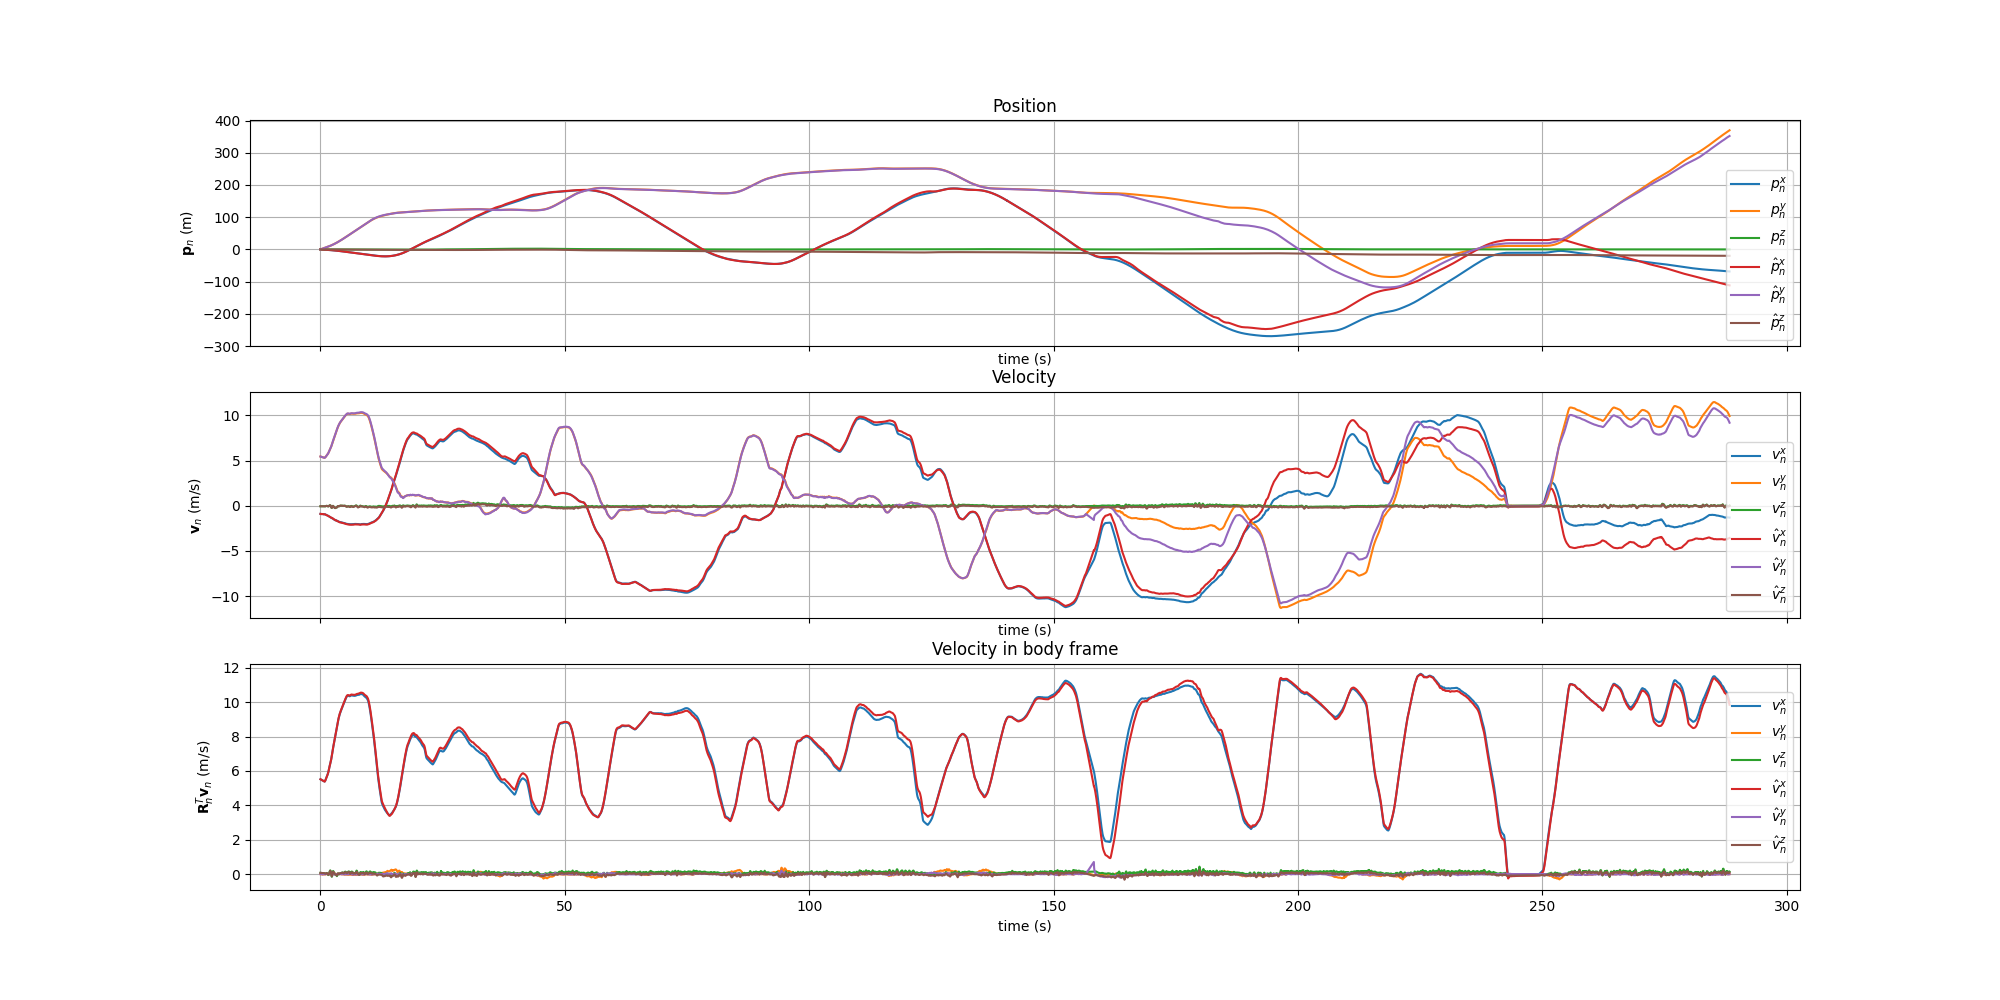 Position
400
300
200
100
0
−100
−200
−300
𝐩ₙ (m)
pₙˣ
pₙʸ
pₙᶻ
p̂ₙˣ
p̂ₙʸ
p̂ₙᶻ
time (s)
Velocity
10
5
0
−5
−10
𝐯ₙ (m/s)
vₙˣ
vₙʸ
vₙᶻ
v̂ₙˣ
v̂ₙʸ
v̂ₙᶻ
time (s)
Velocity in body frame
12
10
8
6
4
2
0
𝐑ₙᵀ𝐯ₙ (m/s)
vₙˣ
vₙʸ
vₙᶻ
v̂ₙˣ
v̂ₙʸ
v̂ₙᶻ
0 50 100 150 200 250 300
time (s)